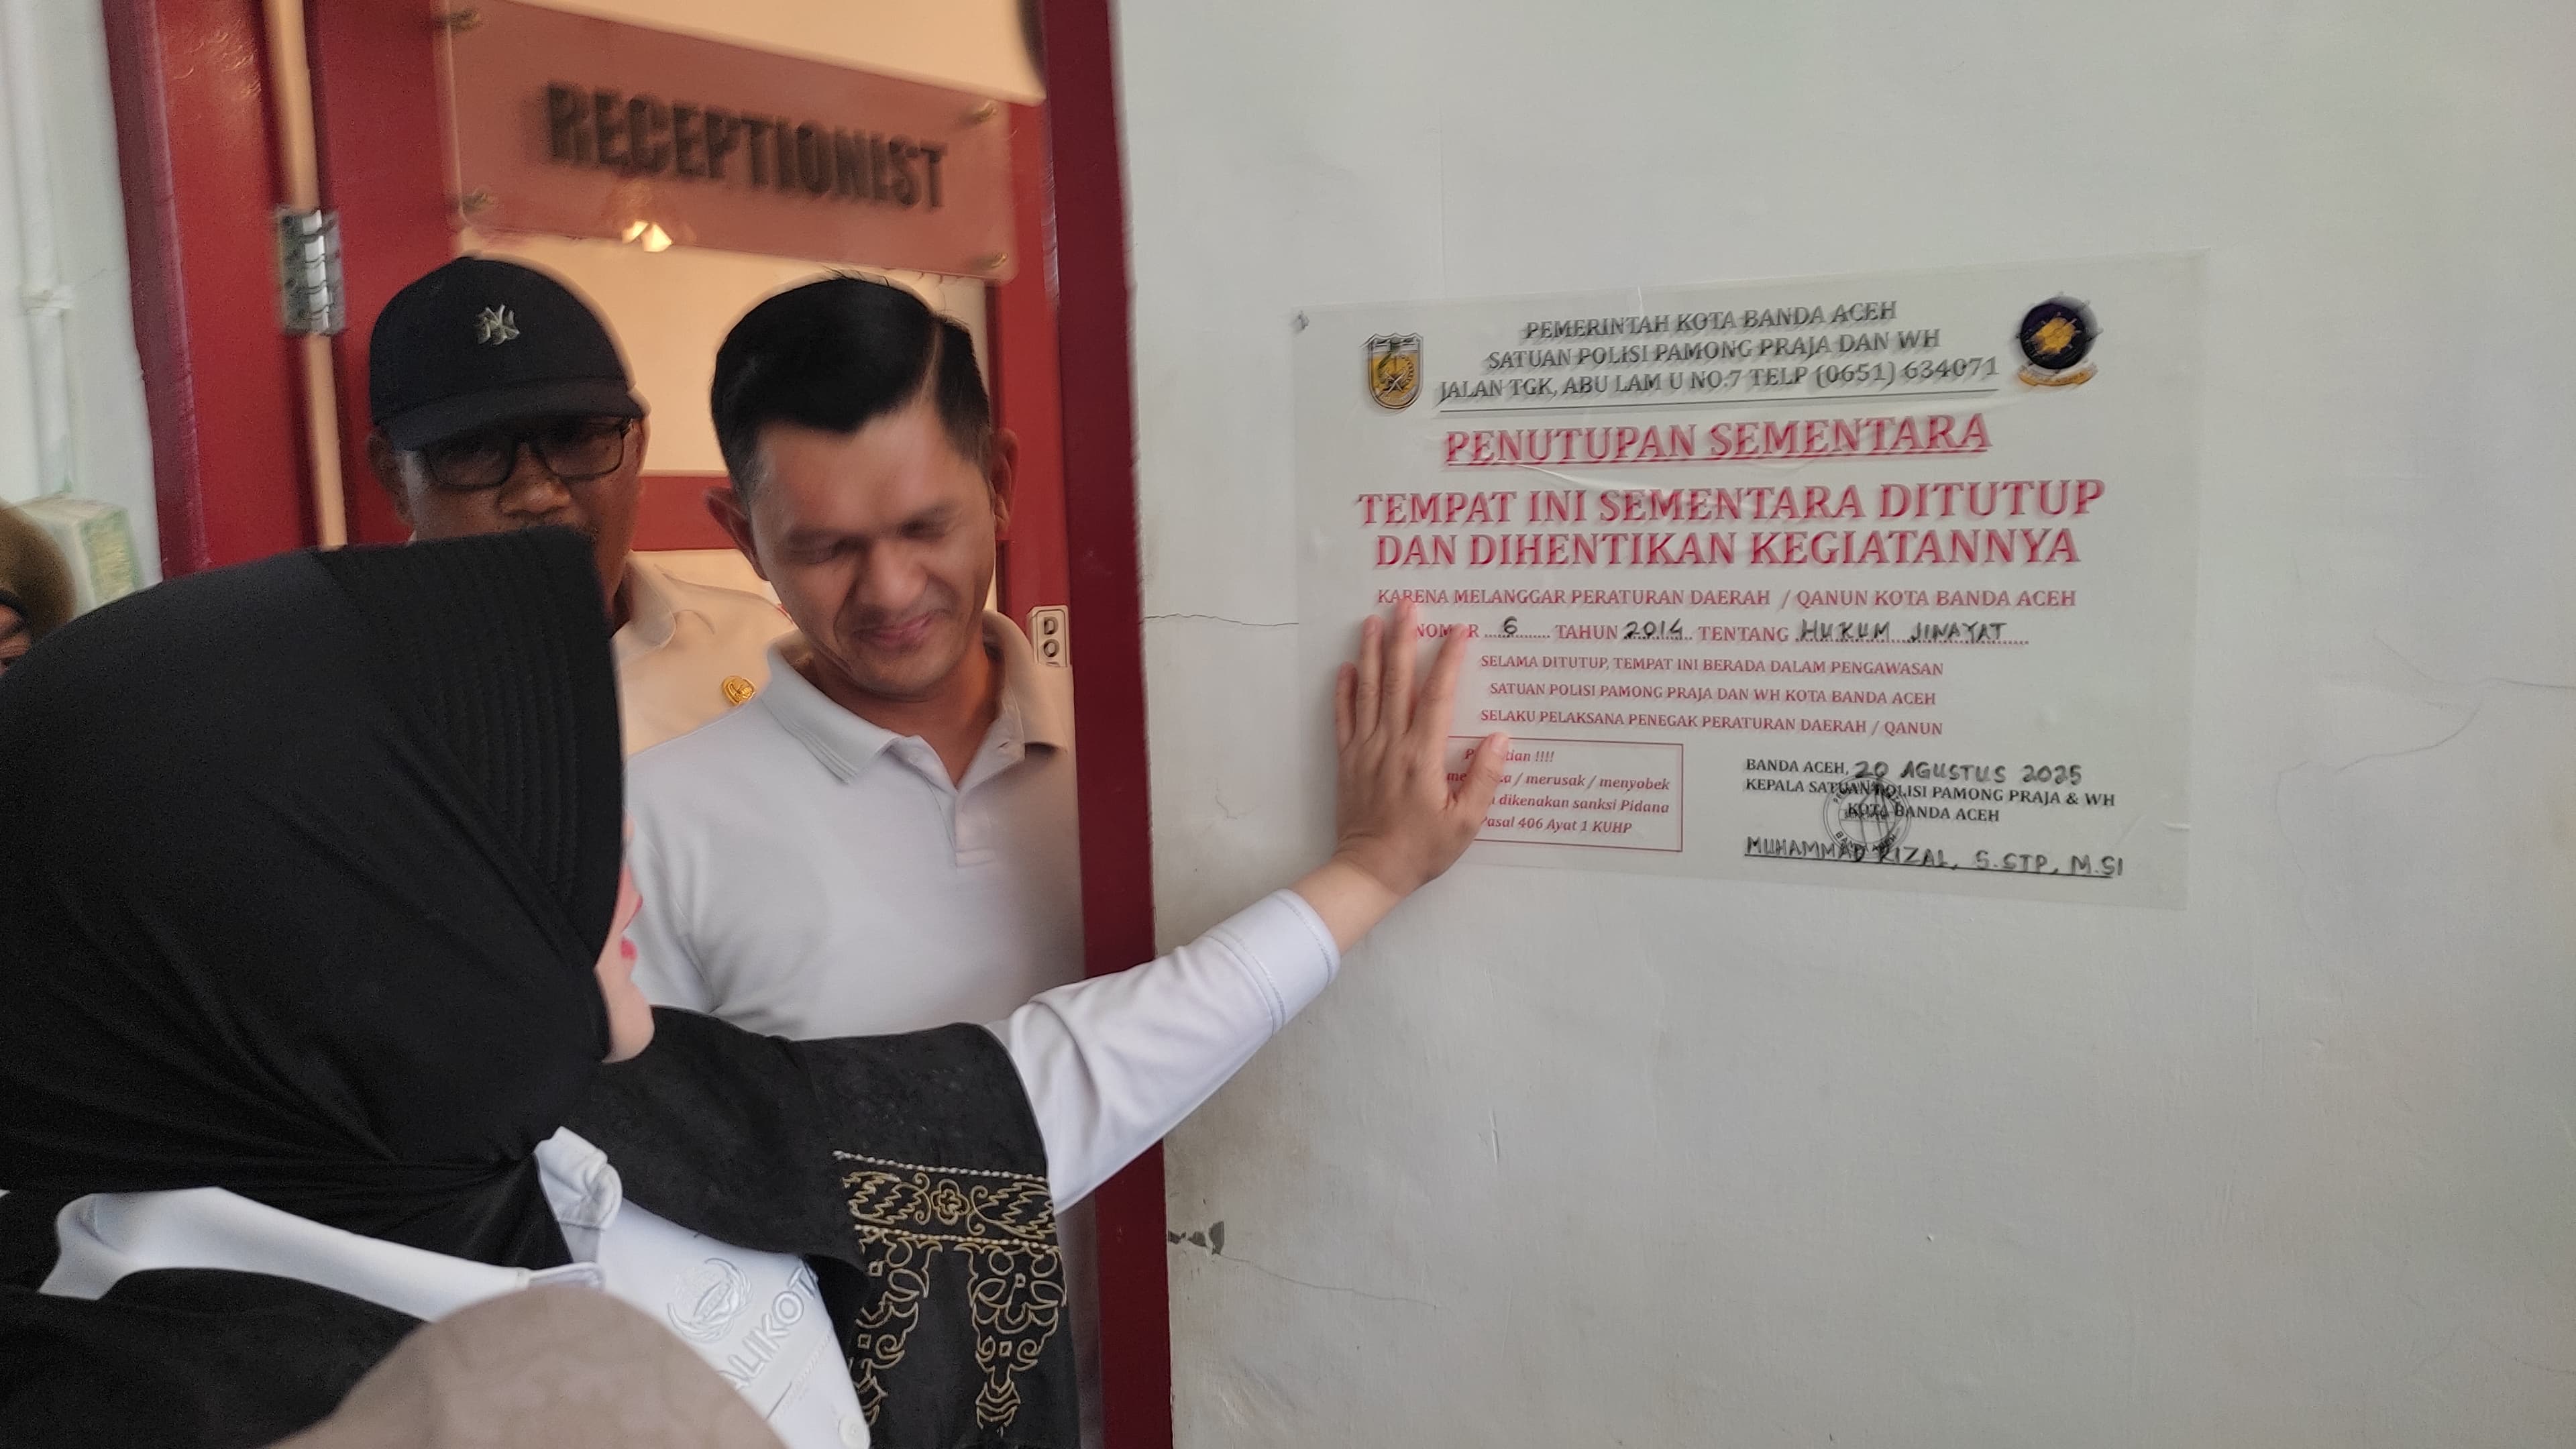 RECEPTIONIST
PEMERINTAH KOTA BANDA ACEH
SATUAN POLISI PAMONG PRAJA DAN WH
JALAN TGK, ABU LAM U NO.7 TELP (0651) 634071
PENUTUPAN SEMENTARA
TEMPAT INI SEMENTARA DITUTUP
DAN DIHENTIKAN KEGIATANNYA
KARENA MELANGGAR PERATURAN DAERAH / QANUN KOTA BANDA ACEH
NOMOR 6 TAHUN 2014 TENTANG HUKUM JINAYAT
SELAMA DITUTUP, TEMPAT INI BERADA DALAM PENGAWASAN
SATUAN POLISI PAMONG PRAJA DAN WH KOTA BANDA ACEH
SELAKU PELAKSANA PENEGAK PERATURAN DAERAH / QANUN
!!!!
/ merusak / menyobek
dikenakan sanksi Pidana
Pasal 406 Ayat 1 KUHP
BANDA ACEH, 20 AGUSTUS 2025
KEPALA SATUAN POLISI PAMONG PRAJA & WH
KOTA BANDA ACEH
MUHAMMAD RIZAL, S.STP, M.SI
ALIKOTA